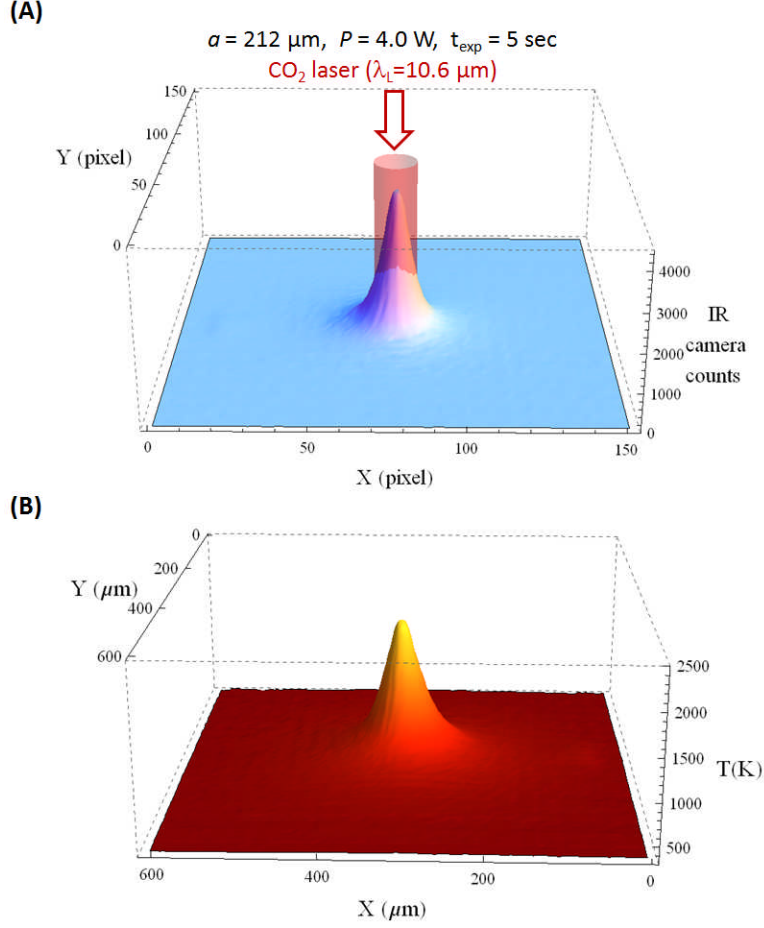 (A)
a = 212 µm, P = 4.0 W, t_exp = 5 sec
CO₂ laser (λ_L=10.6 µm)
150
100
Y (pixel)
50
0
4000
3000
IR
camera
counts
2000
1000
0
0
50
100
150
X (pixel)
(B)
0
200
Y (µm)
400
600
2500
2000
1500
T(K)
1000
500
600
400
200
0
X (µm)